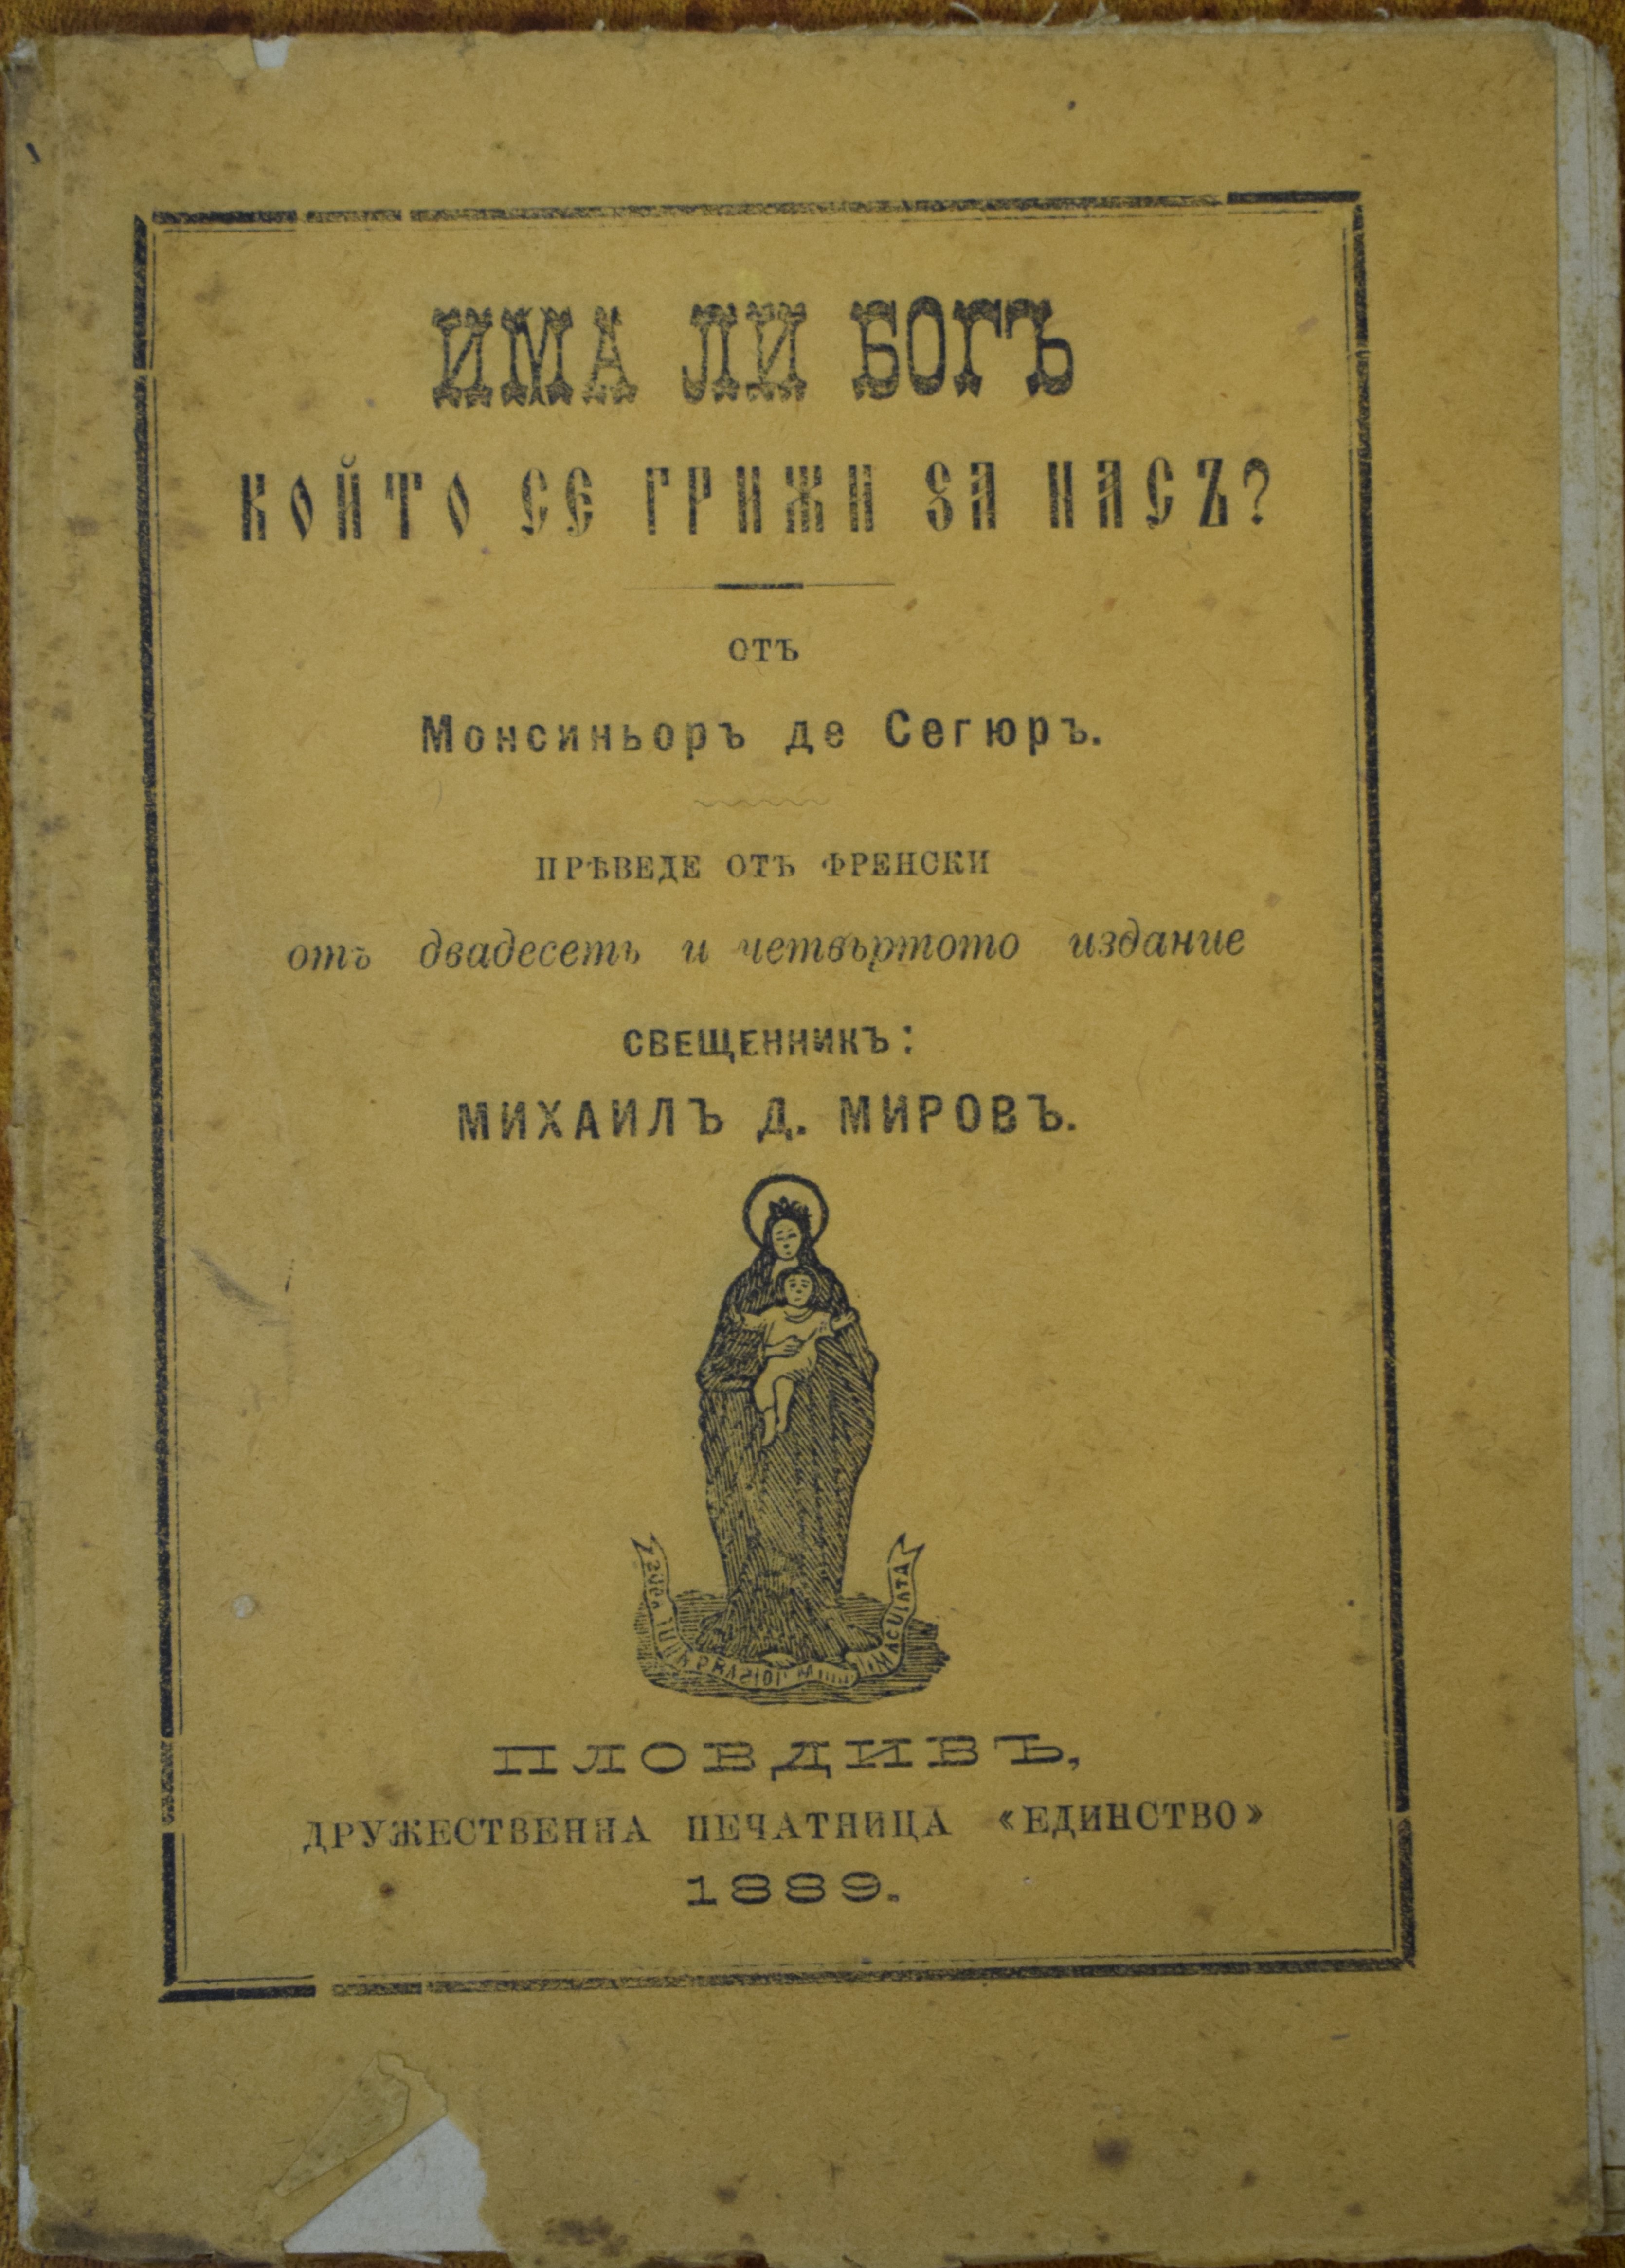 ИМА ЛИ БОГЪ
КОЙТО СЕ ГРИЖИ ЗА НАСЪ?
отъ
Монсиньоръ де Сегюръ.
ПРѢВЕДЕ ОТЪ ФРЕНСКИ
отъ двадесеть и четвъртото издание
СВЕЩЕННИКЪ:
МИХАИЛЪ Д. МИРОВЪ.
IMACULATA
ПЛОВДИВЪ,
ДРУЖЕСТВЕННА ПЕЧАТНИЦА «ЕДИНСТВО»
1889.